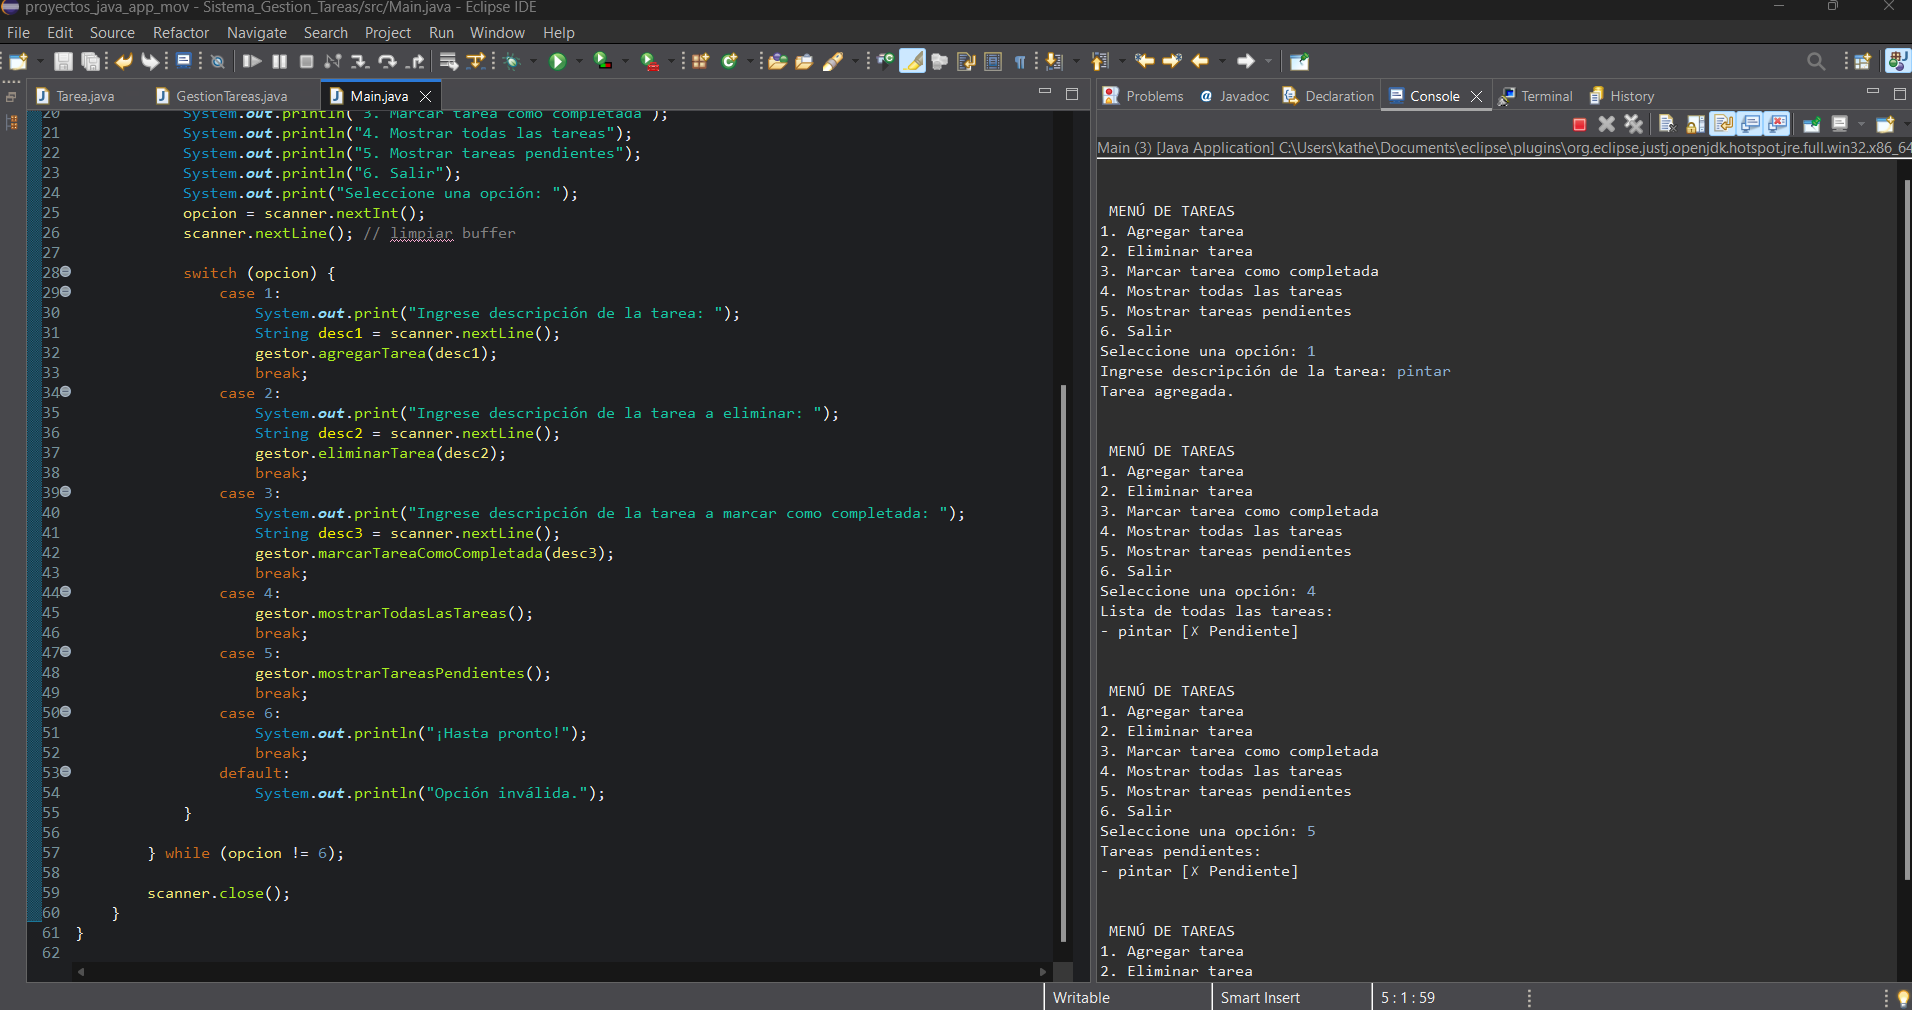 proyectos_java_app_mov - Sistema_Gestion_Tareas/src/Main.java - Eclipse IDE
File Edit Source Refactor Navigate Search Project Run Window Help
Tarea.java GestionTareas.java Main.java
20 System.out.println("3. Marcar tarea como completada");
21 System.out.println("4. Mostrar todas las tareas");
22 System.out.println("5. Mostrar tareas pendientes");
23 System.out.println("6. Salir");
24 System.out.print("Seleccione una opción: ");
25 opcion = scanner.nextInt();
26 scanner.nextLine(); // limpiar buffer
27
28 switch (opcion) {
29 case 1:
30 System.out.print("Ingrese descripción de la tarea: ");
31 String desc1 = scanner.nextLine();
32 gestor.agregarTarea(desc1);
33 break;
34 case 2:
35 System.out.print("Ingrese descripción de la tarea a eliminar: ");
36 String desc2 = scanner.nextLine();
37 gestor.eliminarTarea(desc2);
38 break;
39 case 3:
40 System.out.print("Ingrese descripción de la tarea a marcar como completada: ");
41 String desc3 = scanner.nextLine();
42 gestor.marcarTareaComoCompletada(desc3);
43 break;
44 case 4:
45 gestor.mostrarTodasLasTareas();
46 break;
47 case 5:
48 gestor.mostrarTareasPendientes();
49 break;
50 case 6:
51 System.out.println("¡Hasta pronto!");
52 break;
53 default:
54 System.out.println("Opción inválida.");
55 }
56
57 } while (opcion != 6);
58
59 scanner.close();
60 }
61 }
62
Problems Javadoc Declaration Console Terminal History
Main (3) [Java Application] C:\Users\kathe\Documents\eclipse\plugins\org.eclipse.justj.openjdk.hotspot.jre.full.win32.x86_64
MENÚ DE TAREAS
1. Agregar tarea
2. Eliminar tarea
3. Marcar tarea como completada
4. Mostrar todas las tareas
5. Mostrar tareas pendientes
6. Salir
Seleccione una opción: 1
Ingrese descripción de la tarea: pintar
Tarea agregada.
MENÚ DE TAREAS
1. Agregar tarea
2. Eliminar tarea
3. Marcar tarea como completada
4. Mostrar todas las tareas
5. Mostrar tareas pendientes
6. Salir
Seleccione una opción: 4
Lista de todas las tareas:
- pintar [✗ Pendiente]
MENÚ DE TAREAS
1. Agregar tarea
2. Eliminar tarea
3. Marcar tarea como completada
4. Mostrar todas las tareas
5. Mostrar tareas pendientes
6. Salir
Seleccione una opción: 5
Tareas pendientes:
- pintar [✗ Pendiente]
MENÚ DE TAREAS
1. Agregar tarea
2. Eliminar tarea
Writable Smart Insert 5 : 1 : 59